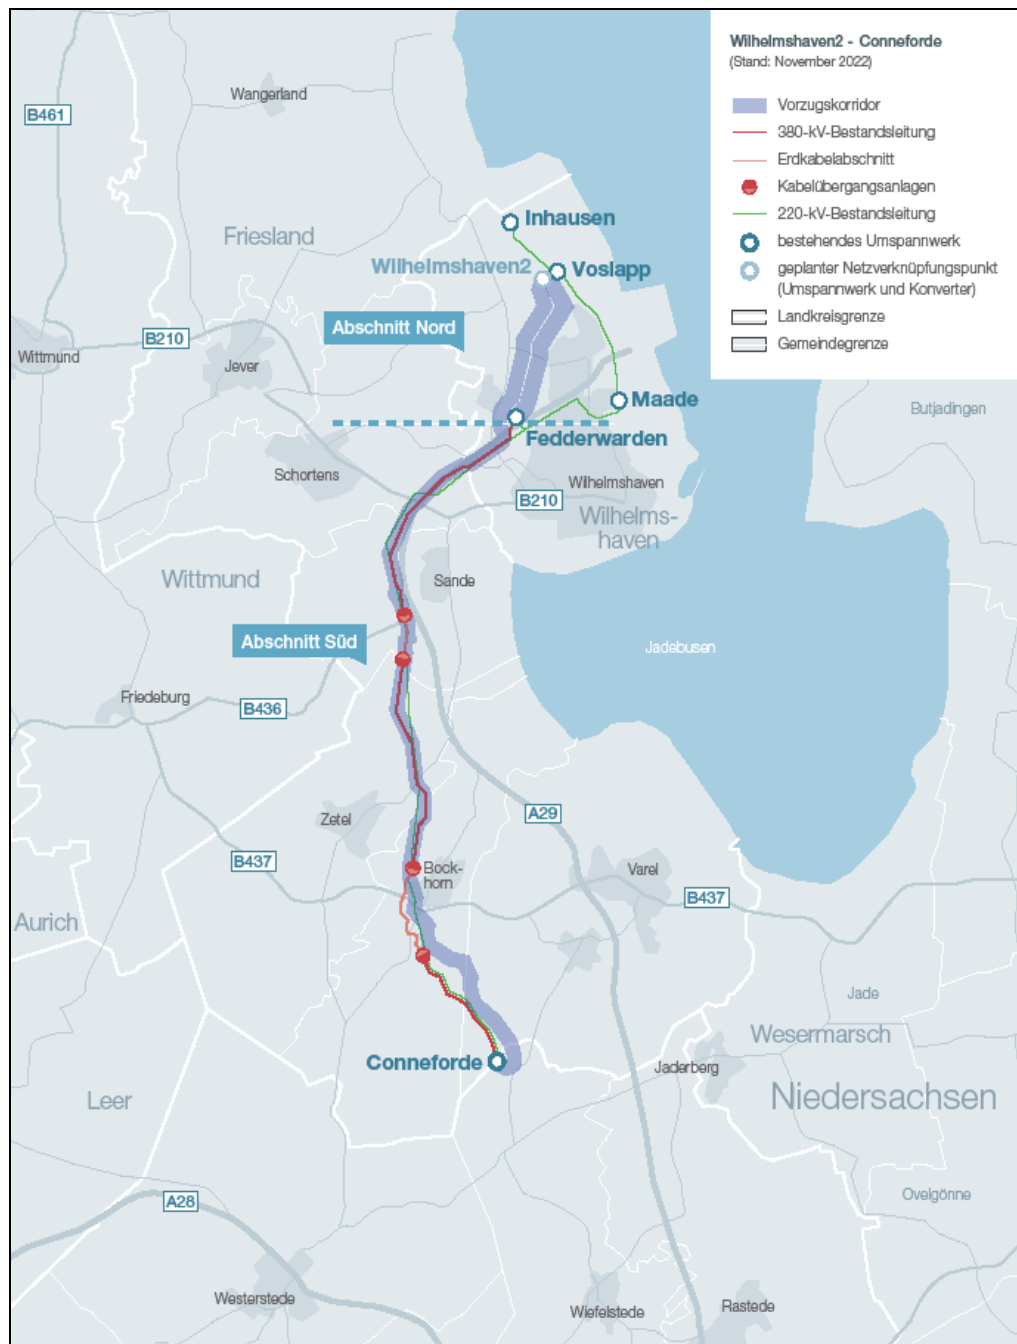 Wilhelmshaven2 - Conneforde
(Stand: November 2022)
Vorzugskorridor
380-kV-Bestandsleitung
Erdkabelabschnitt
Kabelübergangsanlagen
220-kV-Bestandsleitung
bestehendes Umspannwerk
geplanter Netzverknüpfungspunkt
(Umspannwerk und Konverter)
Landkreisgrenze
Gemeindegrenze
Wangerland
B461
Inhausen
Friesland
Wilhelmshaven2
Voslapp
Abschnitt Nord
B210
Wittmund
Jever
Maade
Butjadingen
Fedderwarden
Schortens
Wilhelmshaven
B210
Wilhelms-
haven
Wittmund
Sande
Abschnitt Süd
Jadebusen
Friedeburg
B436
A29
Zetel
B437
Bock-
horn
Varel
B437
Aurich
Jade
Wesermarsch
Conneforde
Jaderberg
Leer
Niedersachsen
A28
Ovelgönne
Westerstede
Wiefelstede
Rastede